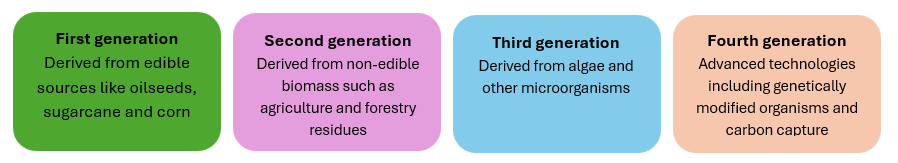 First generation
Derived from edible
sources like oilseeds,
sugarcane and corn
Second generation
Derived from non-edible
biomass such as
agriculture and forestry
residues
Third generation
Derived from algae and
other microorganisms
Fourth generation
Advanced technologies
including genetically
modified organisms and
carbon capture